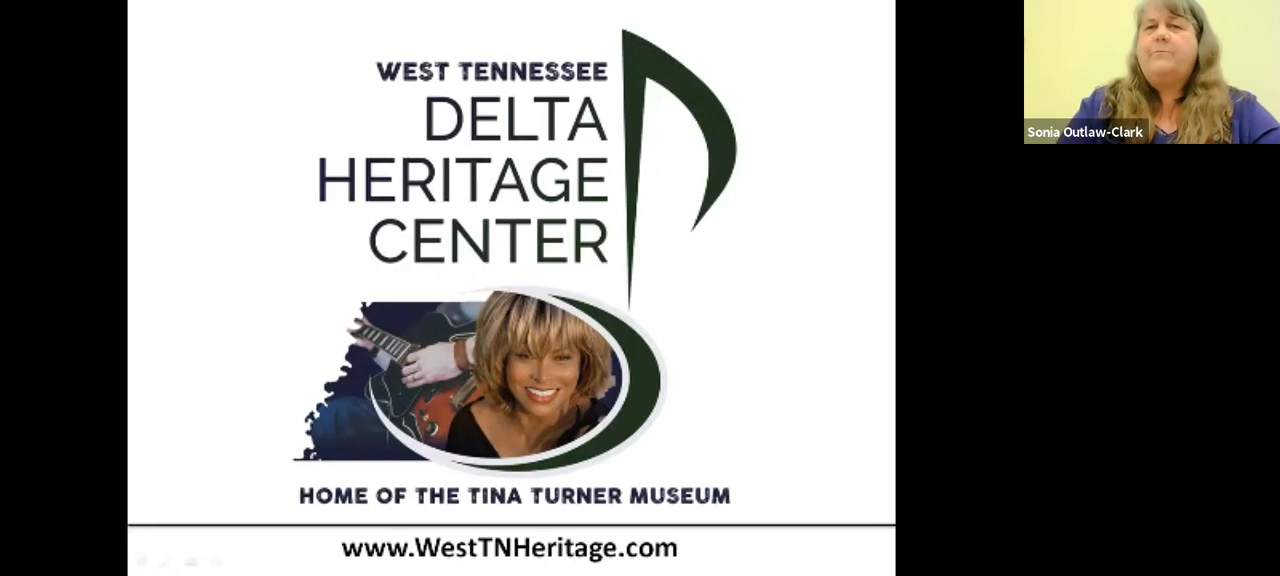 WEST TENNESSEE
DELTA
HERITAGE
CENTER
HOME OF THE TINA TURNER MUSEUM
www.WestTNHeritage.com
Sonia Outlaw-Clark